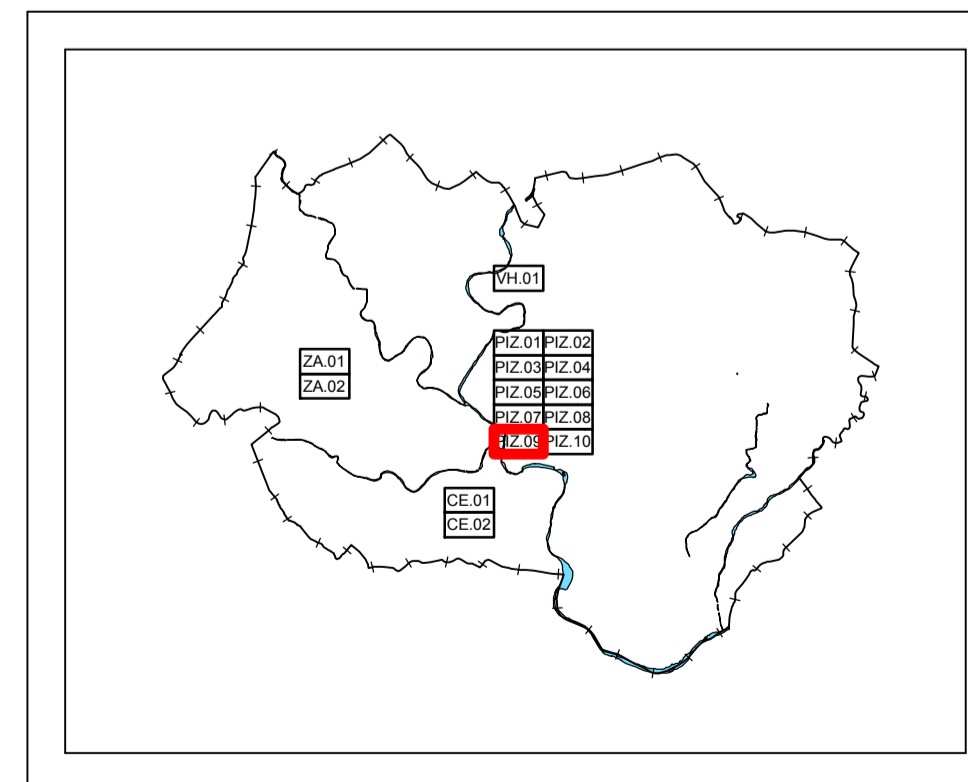 VH.01
PIZ.01 PIZ.02
PIZ.03 PIZ.04
ZA.01
ZA.02
PIZ.05 PIZ.06
PIZ.07 PIZ.08
PIZ.09 PIZ.10
CE.01
CE.02